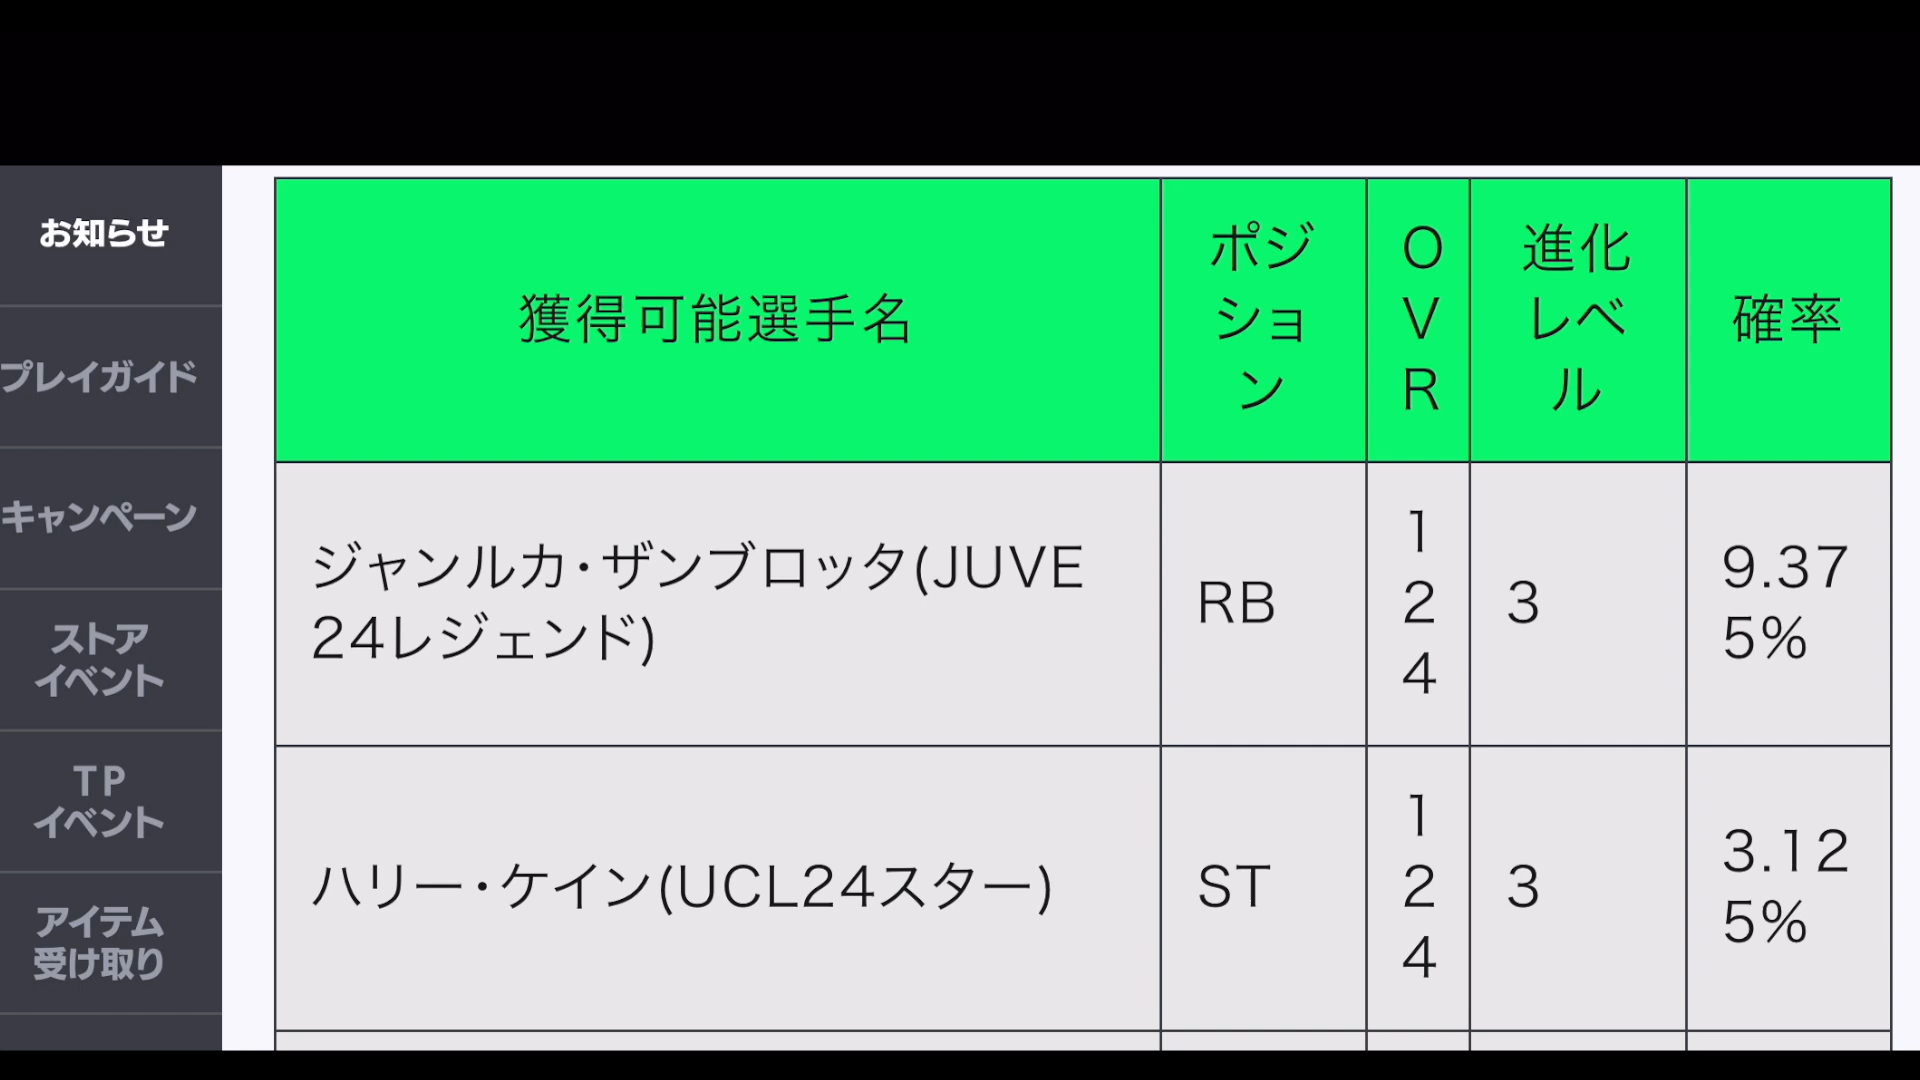 お知らせ
プレイガイド
キャンペーン
ストア
イベント
TP
イベント
アイテム
受け取り
獲得可能選手名
ポジ
ション
O
V
R
進化
レベ
ル
確率
ジャンルカ・ザンブロッタ(JUVE
24レジェンド)
RB
1
2
4
3
9.37
5%
ハリー・ケイン(UCL24スター)
ST
1
2
4
3
3.12
5%